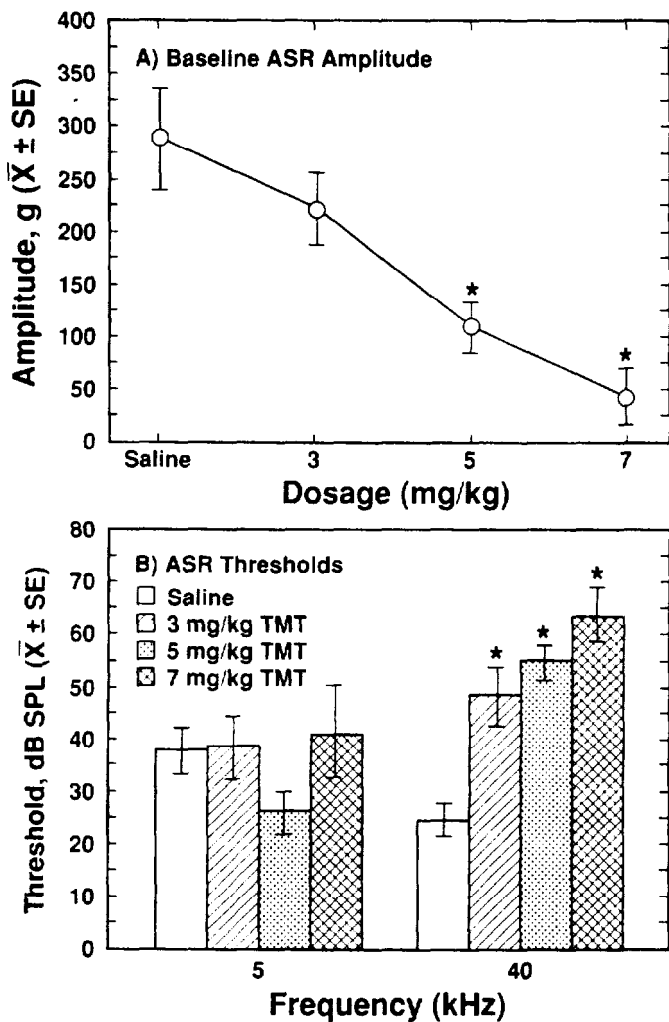 A) Baseline ASR Amplitude
Amplitude, g (X̄ ± SE)
400
350
300
250
200
150
100
50
0
*
*
Saline 3 5 7
Dosage (mg/kg)
B) ASR Thresholds
Saline
3 mg/kg TMT
5 mg/kg TMT
7 mg/kg TMT
Threshold, dB SPL (X̄ ± SE)
80
70
60
50
40
30
20
10
0
*
*
*
5 40
Frequency (kHz)